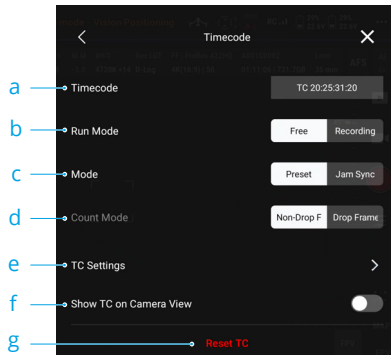 Timecode
a Timecode TC 20:25:31:20
b Run Mode Free Recording
c Mode Preset Jam Sync
d Count Mode Non-Drop F Drop Frame
e TC Settings
f Show TC on Camera View
g Reset TC